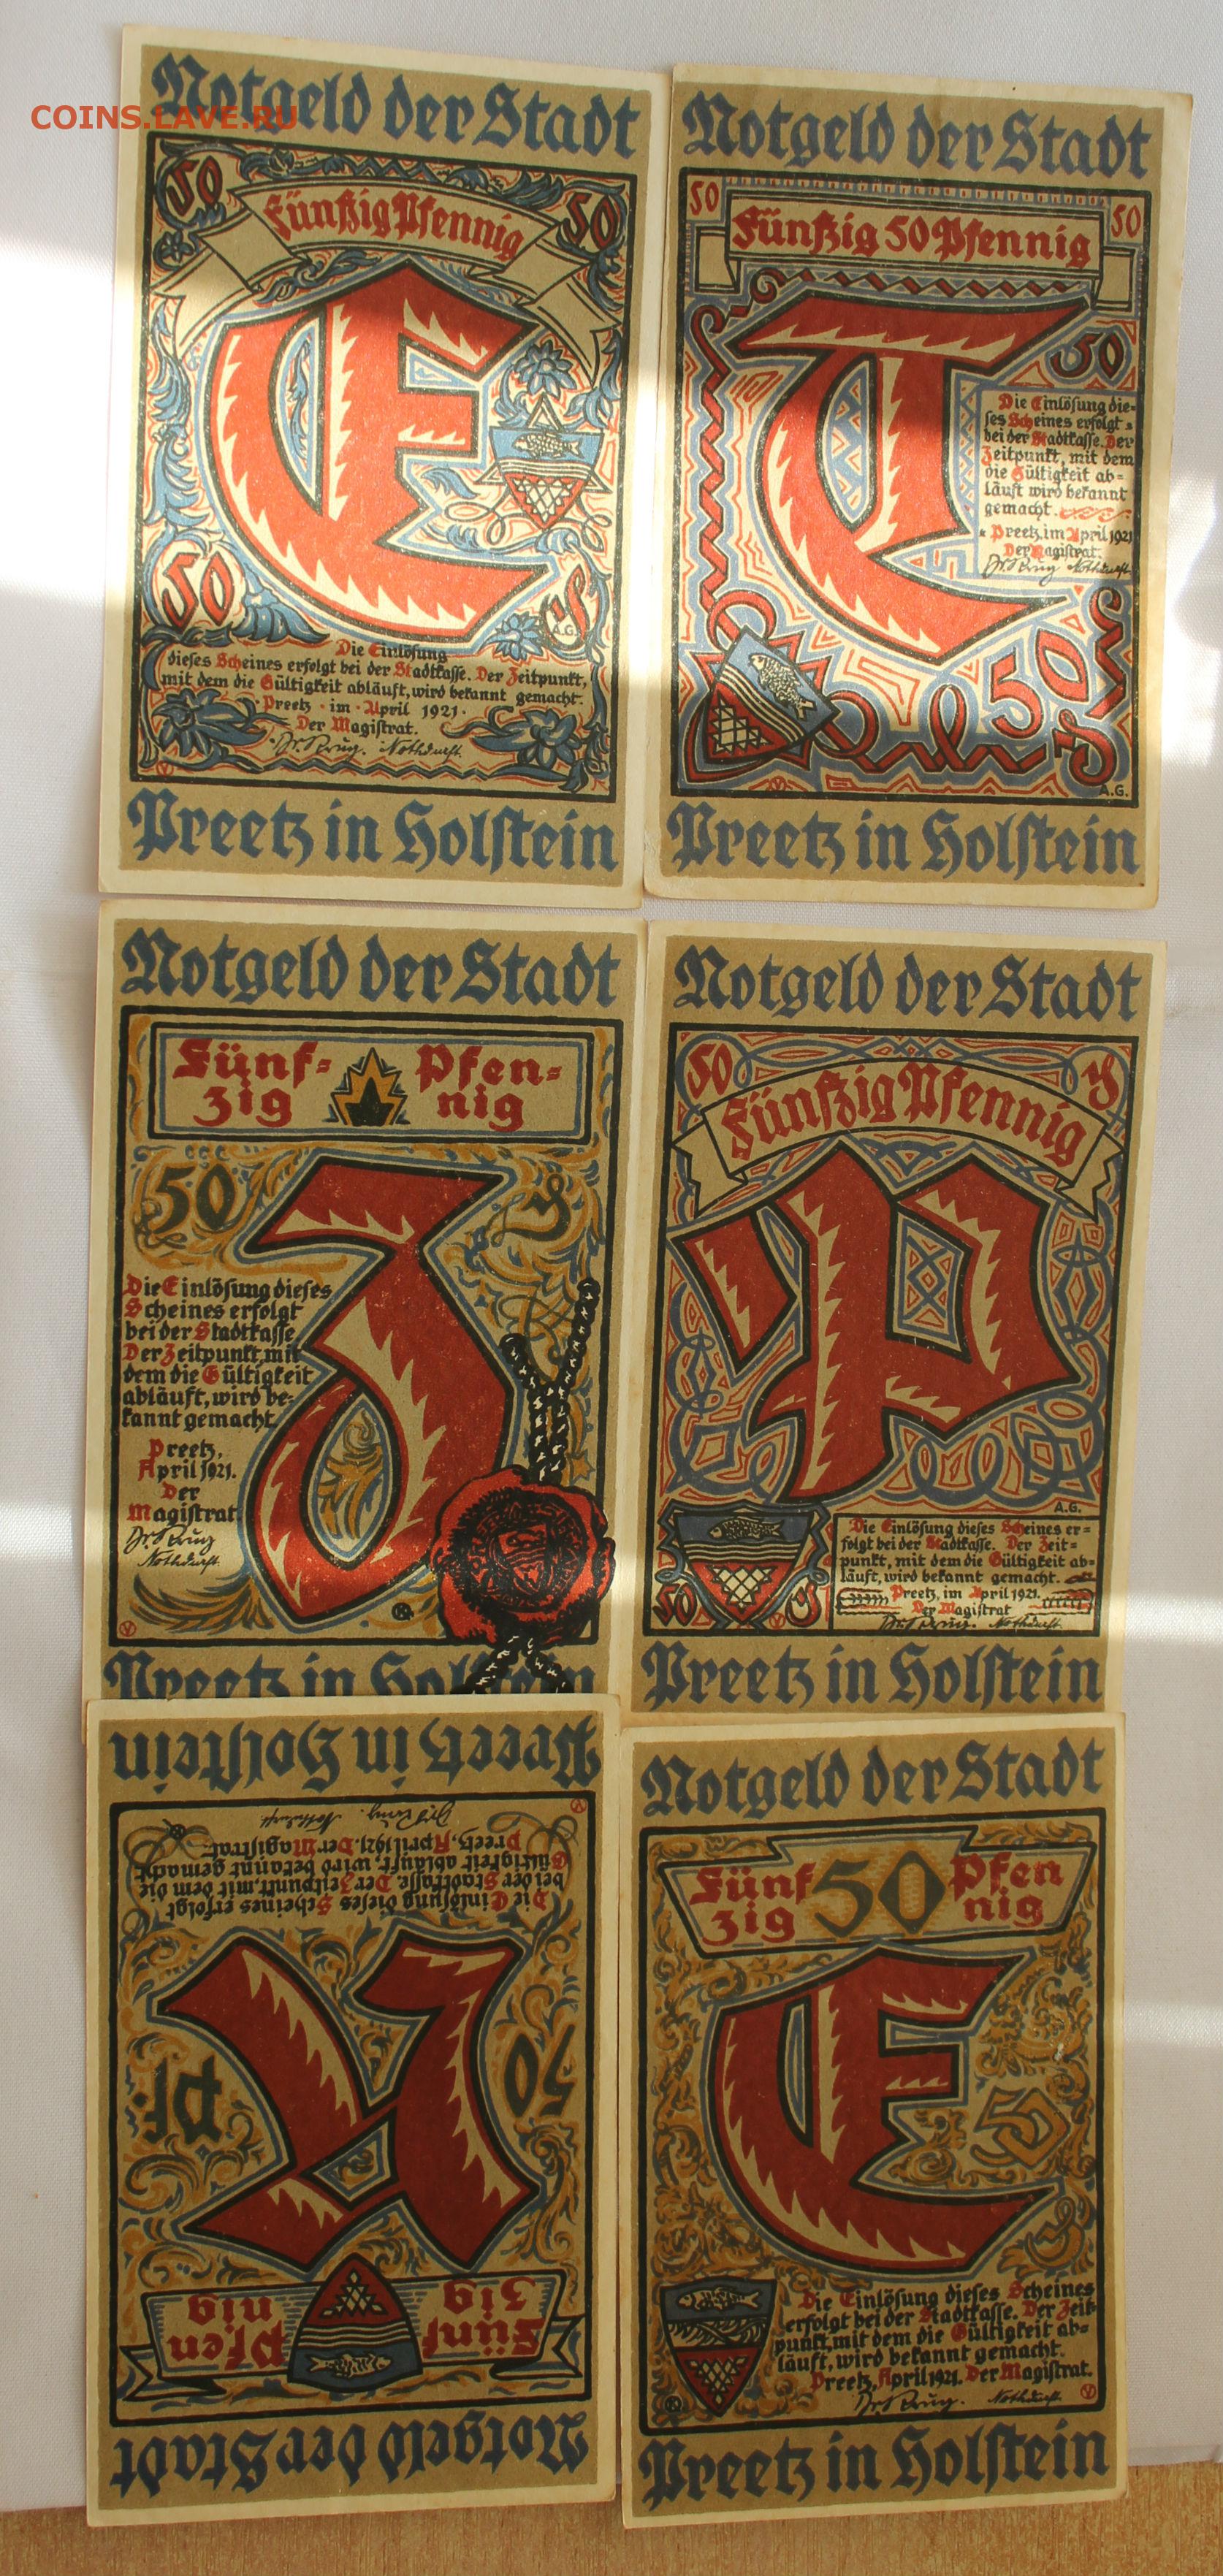 COINS.LAVE.RU
Notgeld der Stadt
50
50
Fünfzig Pfennig
E
50
A.G.
Die Einlösung
dieses Scheines erfolgt bei der Stadtkasse. Der Zeitpunkt,
mit dem die Gültigkeit abläuft, wird bekannt gemacht.
Preetz · im · April 1921 ·
Der Magistrat.
Preetz in Holstein
Notgeld der Stadt
50
50
Fünfzig 50 Pfennig
T
50
Die Einlösung die=
ses Scheines erfolgt
bei der Stadtkasse. Der
Zeitpunkt, mit dem
die Gültigkeit ab=
läuft wird bekannt
gemacht.
Preetz, im April 1921
Der Magistrat.
50
A.G.
Preetz in Holstein
Notgeld der Stadt
Fünf= Pfen=
zig nig
50
Z
Die Einlösung dieses
Scheines erfolgt
bei der Stadtkasse.
Der Zeitpunkt, mit
dem die Gültigkeit
abläuft, wird be=
kannt gemacht.
Preetz,
April 1921.
Der
Magistrat.
Preetz in Holstein
Notgeld der Stadt
50
Fünfzig Pfennig
P
A.G.
Die Einlösung dieses Scheines er=
folgt bei der Stadtkasse. Der Zeit=
punkt, mit dem die Gültigkeit ab=
läuft, wird bekannt gemacht.
Preetz, im April 1921.
Der Magistrat
50
Preetz in Holstein
Notgeld der Stadt
Fünf Pfen
zig nig
R
50 Pf.
Die Einlösung dieses Scheines erfolgt
bei der Stadtkasse. Der Zeitpunkt, mit dem die
Gültigkeit abläuft, wird bekannt gemacht
Preetz, April 1921. Der Magistrat.
Preetz in Holstein
Notgeld der Stadt
Fünf 50 Pfen
zig nig
E
50
Die Einlösung dieses Scheines
erfolgt bei der Stadtkasse. Der Zeit=
punkt, mit dem die Gültigkeit ab=
läuft, wird bekannt gemacht.
Preetz, April 1921. Der Magistrat.
Preetz in Holstein